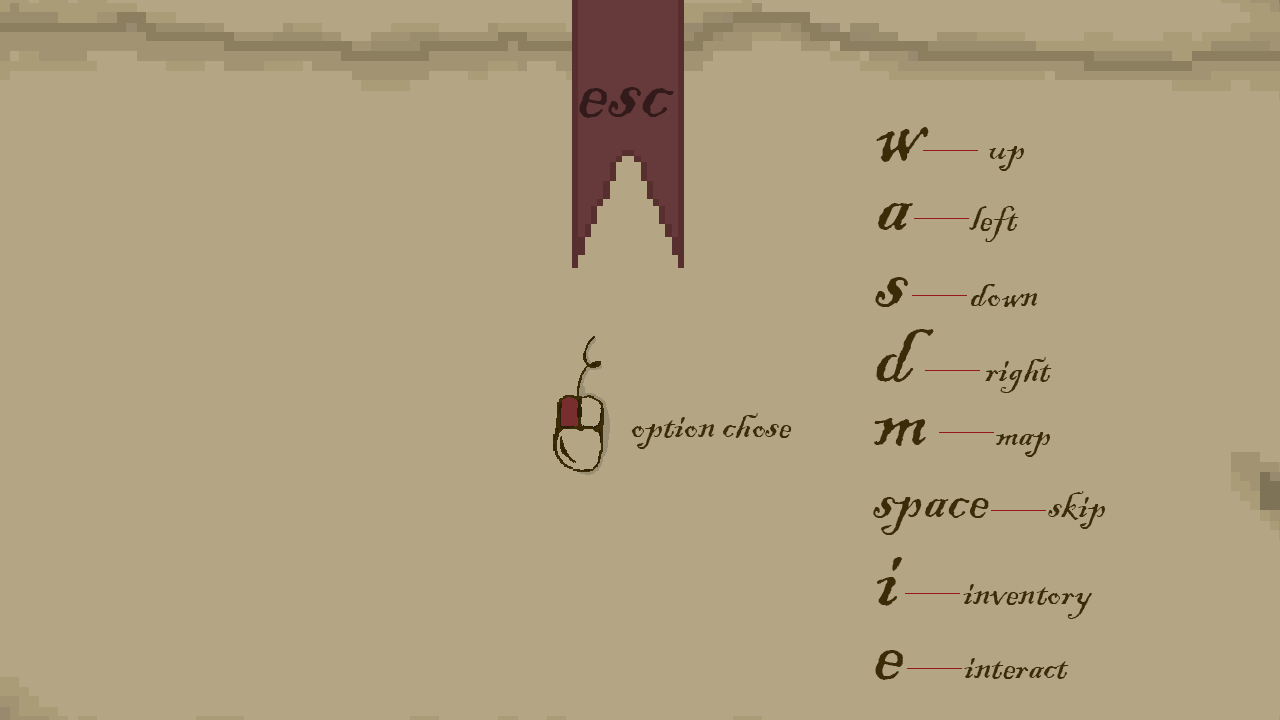 esc
w up
a left
s down
d right
m map
option chose
space skip
i inventory
e interact